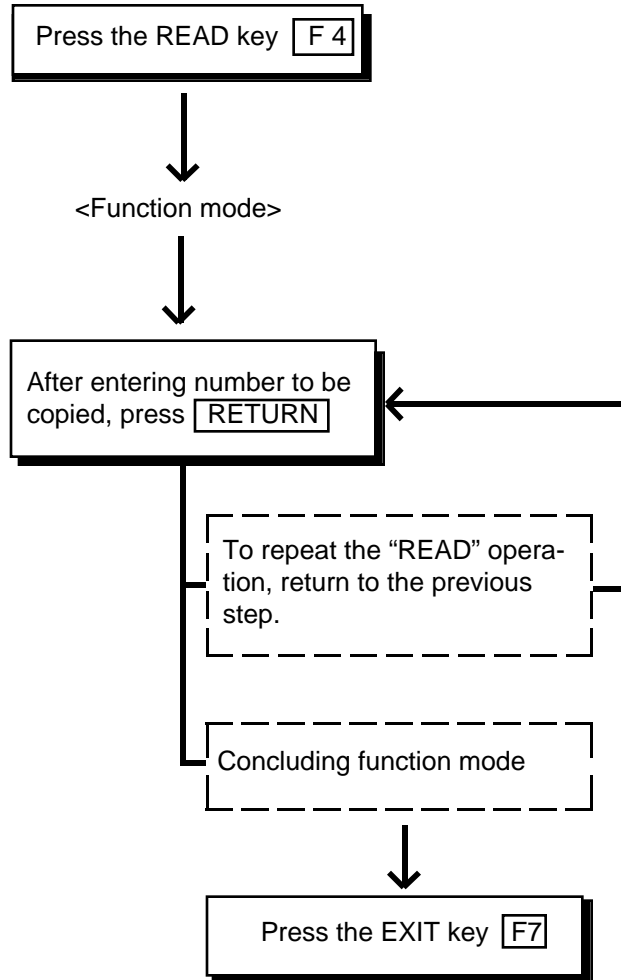 Press the READ key F 4
<Function mode>
After entering number to be
copied, press RETURN
To repeat the “READ” opera-
tion, return to the previous
step.
Concluding function mode
Press the EXIT key F7